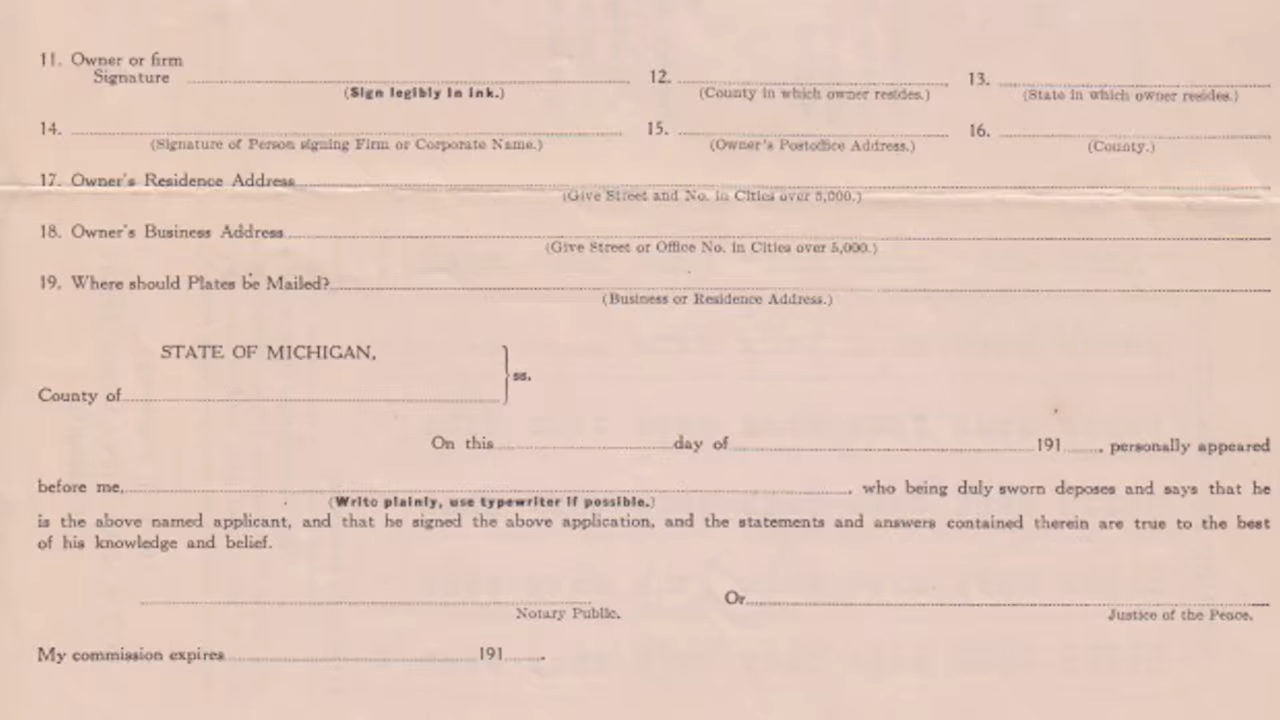 11. Owner or firm
Signature 12. 13.
(Sign legibly in ink.) (County in which owner resides.) (State in which owner resides.)
14. 15. 16.
(Signature of Person signing Firm or Corporate Name.) (Owner's Postoffice Address.) (County.)
17. Owner's Residence Address
(Give Street and No. in Cities over 5,000.)
18. Owner's Business Address
(Give Street or Office No. in Cities over 5,000.)
19. Where should Plates be Mailed?
(Business or Residence Address.)
STATE OF MICHIGAN,
ss.
County of
On this day of 191 , personally appeared
before me, , who being duly sworn deposes and says that he
(Write plainly, use typewriter if possible.)
is the above named applicant, and that he signed the above application, and the statements and answers contained therein are true to the best
of his knowledge and belief.
Or
Notary Public. Justice of the Peace.
My commission expires 191 .